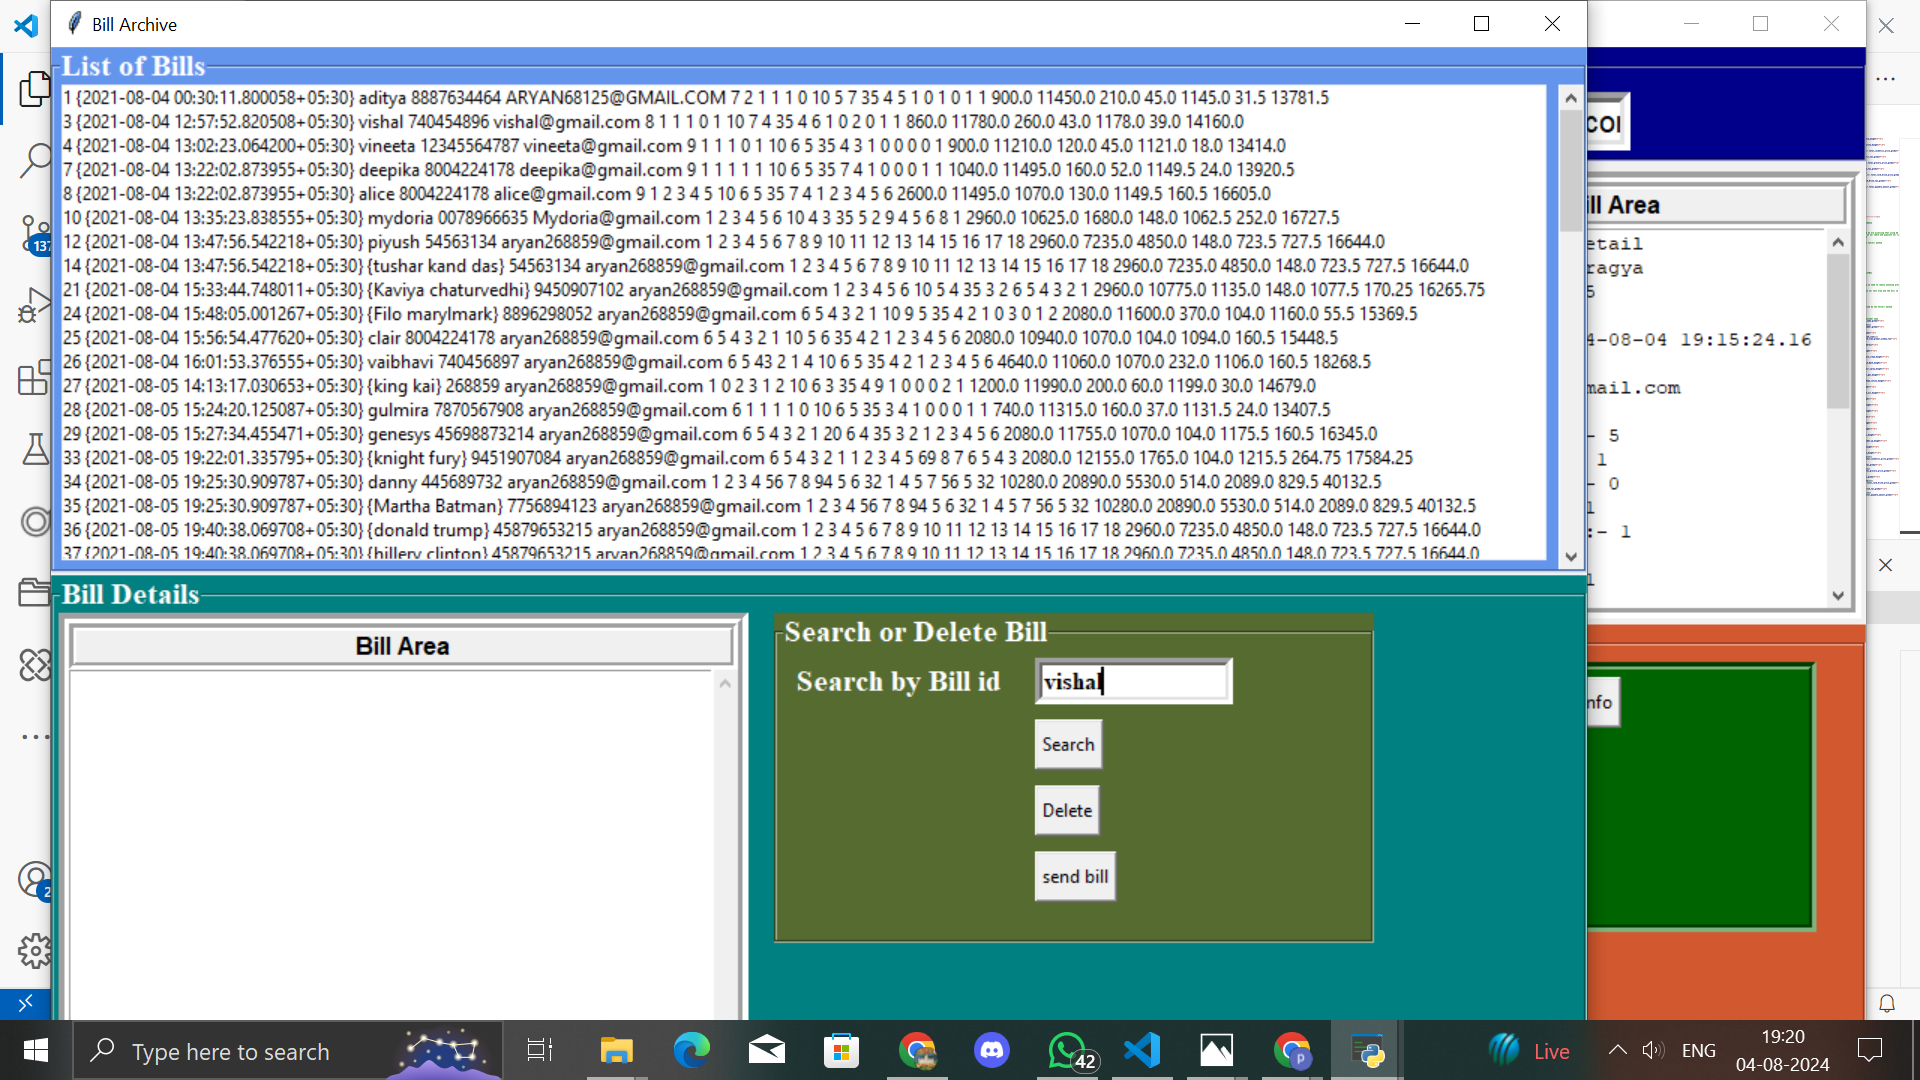 Bill Archive
List of Bills
1 {2021-08-04 00:30:11.800058+05:30} aditya 8887634464 ARYAN68125@GMAIL.COM 7 2 1 1 1 0 10 5 7 35 4 5 1 0 1 0 1 1 900.0 11450.0 210.0 45.0 1145.0 31.5 13781.5
3 {2021-08-04 12:57:52.820508+05:30} vishal 740454896 vishal@gmail.com 8 1 1 1 0 1 10 7 4 35 4 6 1 0 2 0 1 1 860.0 11780.0 260.0 43.0 1178.0 39.0 14160.0
4 {2021-08-04 13:02:23.064200+05:30} vineeta 12345564787 vineeta@gmail.com 9 1 1 1 0 1 10 6 5 35 4 3 1 0 0 0 0 1 900.0 11210.0 120.0 45.0 1121.0 18.0 13414.0
7 {2021-08-04 13:22:02.873955+05:30} deepika 8004224178 deepika@gmail.com 9 1 1 1 1 1 10 6 5 35 7 4 1 0 0 0 1 1 1040.0 11495.0 160.0 52.0 1149.5 24.0 13920.5
8 {2021-08-04 13:22:02.873955+05:30} alice 8004224178 alice@gmail.com 9 1 2 3 4 5 10 6 5 35 7 4 1 2 3 4 5 6 2600.0 11495.0 1070.0 130.0 1149.5 160.5 16605.0
10 {2021-08-04 13:35:23.838555+05:30} mydoria 0078966635 Mydoria@gmail.com 1 2 3 4 5 6 10 4 3 35 5 2 9 4 5 6 8 1 2960.0 10625.0 1680.0 148.0 1062.5 252.0 16727.5
12 {2021-08-04 13:47:56.542218+05:30} piyush 54563134 aryan268859@gmail.com 1 2 3 4 5 6 7 8 9 10 11 12 13 14 15 16 17 18 2960.0 7235.0 4850.0 148.0 723.5 727.5 16644.0
14 {2021-08-04 13:47:56.542218+05:30} {tushar kand das} 54563134 aryan268859@gmail.com 1 2 3 4 5 6 7 8 9 10 11 12 13 14 15 16 17 18 2960.0 7235.0 4850.0 148.0 723.5 727.5 16644.0
21 {2021-08-04 15:33:44.748011+05:30} {Kaviya chaturvedhi} 9450907102 aryan268859@gmail.com 1 2 3 4 5 6 10 5 4 35 3 2 6 5 4 3 2 1 2960.0 10775.0 1135.0 148.0 1077.5 170.25 16265.75
24 {2021-08-04 15:48:05.001267+05:30} {Filo marylmark} 8896298052 aryan268859@gmail.com 6 5 4 3 2 1 10 9 5 35 4 2 1 0 3 0 1 2 2080.0 11600.0 370.0 104.0 1160.0 55.5 15369.5
25 {2021-08-04 15:56:54.477620+05:30} clair 8004224178 aryan268859@gmail.com 6 5 4 3 2 1 10 5 6 35 4 2 1 2 3 4 5 6 2080.0 10940.0 1070.0 104.0 1094.0 160.5 15448.5
26 {2021-08-04 16:01:53.376555+05:30} vaibhavi 740456897 aryan268859@gmail.com 6 5 43 2 1 4 10 6 5 35 4 2 1 2 3 4 5 6 4640.0 11060.0 1070.0 232.0 1106.0 160.5 18268.5
27 {2021-08-05 14:13:17.030653+05:30} {king kai} 268859 aryan268859@gmail.com 1 0 2 3 1 2 10 6 3 35 4 9 1 0 0 0 2 1 1200.0 11990.0 200.0 60.0 1199.0 30.0 14679.0
28 {2021-08-05 15:24:20.125087+05:30} gulmira 7870567908 aryan268859@gmail.com 6 1 1 1 1 0 10 6 5 35 3 4 1 0 0 0 1 1 740.0 11315.0 160.0 37.0 1131.5 24.0 13407.5
29 {2021-08-05 15:27:34.455471+05:30} genesys 45698873214 aryan268859@gmail.com 6 5 4 3 2 1 20 6 4 35 3 2 1 2 3 4 5 6 2080.0 11755.0 1070.0 104.0 1175.5 160.5 16345.0
33 {2021-08-05 19:22:01.335795+05:30} {knight fury} 9451907084 aryan268859@gmail.com 6 5 4 3 2 1 1 2 3 4 5 69 8 7 6 5 4 3 2080.0 12155.0 1765.0 104.0 1215.5 264.75 17584.25
34 {2021-08-05 19:25:30.909787+05:30} danny 445689732 aryan268859@gmail.com 1 2 3 4 56 7 8 94 5 6 32 1 4 5 7 56 5 32 10280.0 20890.0 5530.0 514.0 2089.0 829.5 40132.5
35 {2021-08-05 19:25:30.909787+05:30} {Martha Batman} 7756894123 aryan268859@gmail.com 1 2 3 4 56 7 8 94 5 6 32 1 4 5 7 56 5 32 10280.0 20890.0 5530.0 514.0 2089.0 829.5 40132.5
36 {2021-08-05 19:40:38.069708+05:30} {donald trump} 45879653215 aryan268859@gmail.com 1 2 3 4 5 6 7 8 9 10 11 12 13 14 15 16 17 18 2960.0 7235.0 4850.0 148.0 723.5 727.5 16644.0
37 {2021-08-05 19:40:38.069708+05:30} {hillery clinton} 45879653215 aryan268859@gmail.com 1 2 3 4 5 6 7 8 9 10 11 12 13 14 15 16 17 18 2960.0 7235.0 4850.0 148.0 723.5 727.5 16644.0
Bill Details
Bill Area
Search or Delete Bill
Search by Bill id
vishal
Search
Delete
send bill
ill Area
etail
ragya
5
4-08-04 19:15:24.16
mail.com
- 5
1
- 0
1
:- 1
1
nfo
137
2
Type here to search
42
Live
ENG
19:20
04-08-2024